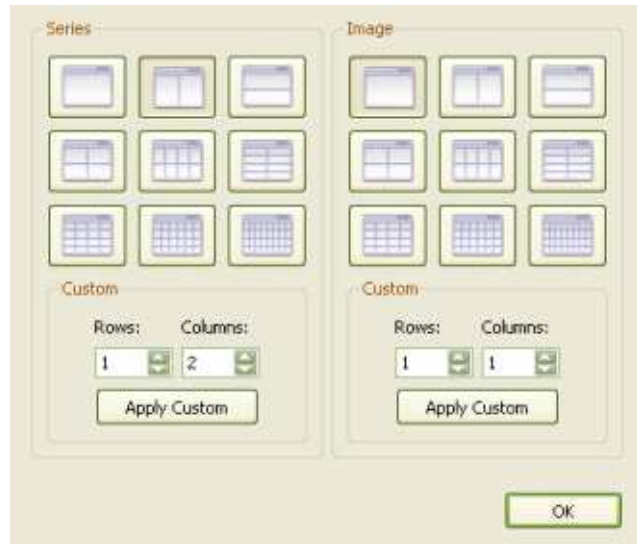 Series
Image
Custom
Custom
Rows: Columns:
Rows: Columns:
1 2
1 1
Apply Custom
Apply Custom
OK